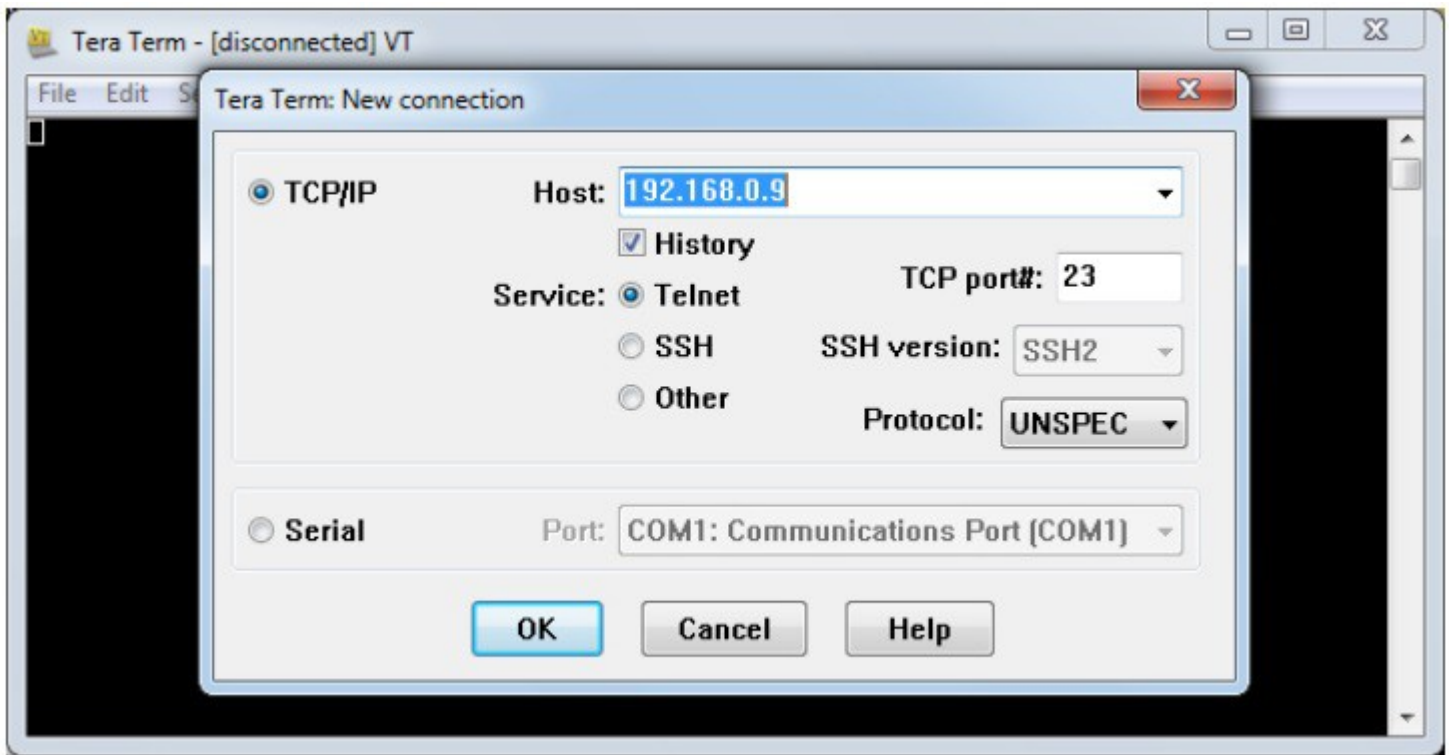 Tera Term - [disconnected] VT
File Edit
Tera Term: New connection
TCP/IP Host: 192.168.0.9
History
TCP port#: 23
Service: Telnet
SSH SSH version: SSH2
Other
Protocol: UNSPEC
Serial Port: COM1: Communications Port (COM1)
OK Cancel Help